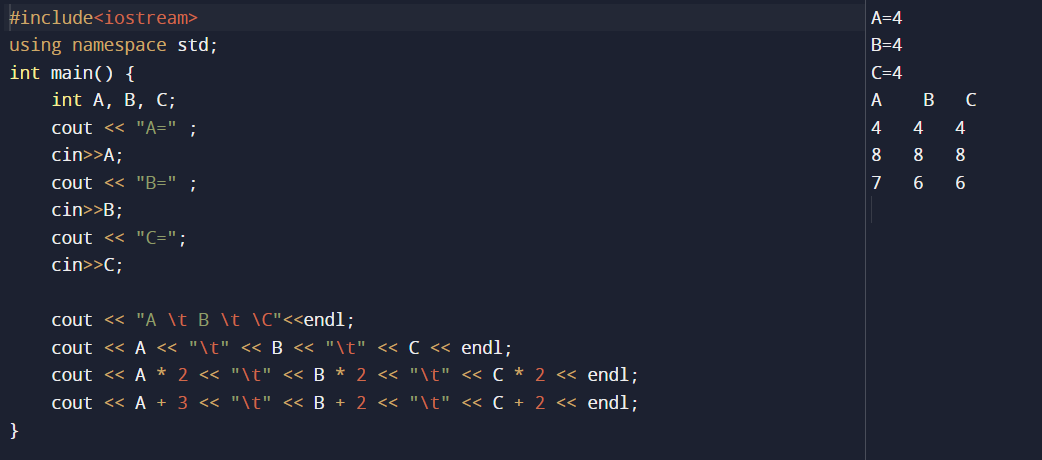 #include<iostream>
using namespace std;
int main() {
    int A, B, C;
    cout << "A=" ;
    cin>>A;
    cout << "B=" ;
    cin>>B;
    cout << "C=";
    cin>>C;

    cout << "A \t B \t \C"<<endl;
    cout << A << "\t" << B << "\t" << C << endl;
    cout << A * 2 << "\t" << B * 2 << "\t" << C * 2 << endl;
    cout << A + 3 << "\t" << B + 2 << "\t" << C + 2 << endl;
}
A=4
B=4
C=4
A    B   C
4   4   4
8   8   8
7   6   6